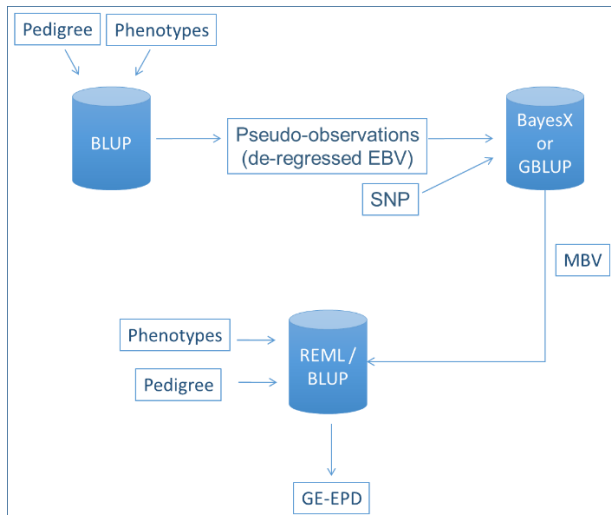 Pedigree
Phenotypes
BLUP
Pseudo-observations
(de-regressed EBV)
BayesX
or
GBLUP
SNP
MBV
Phenotypes
REML /
BLUP
Pedigree
GE-EPD